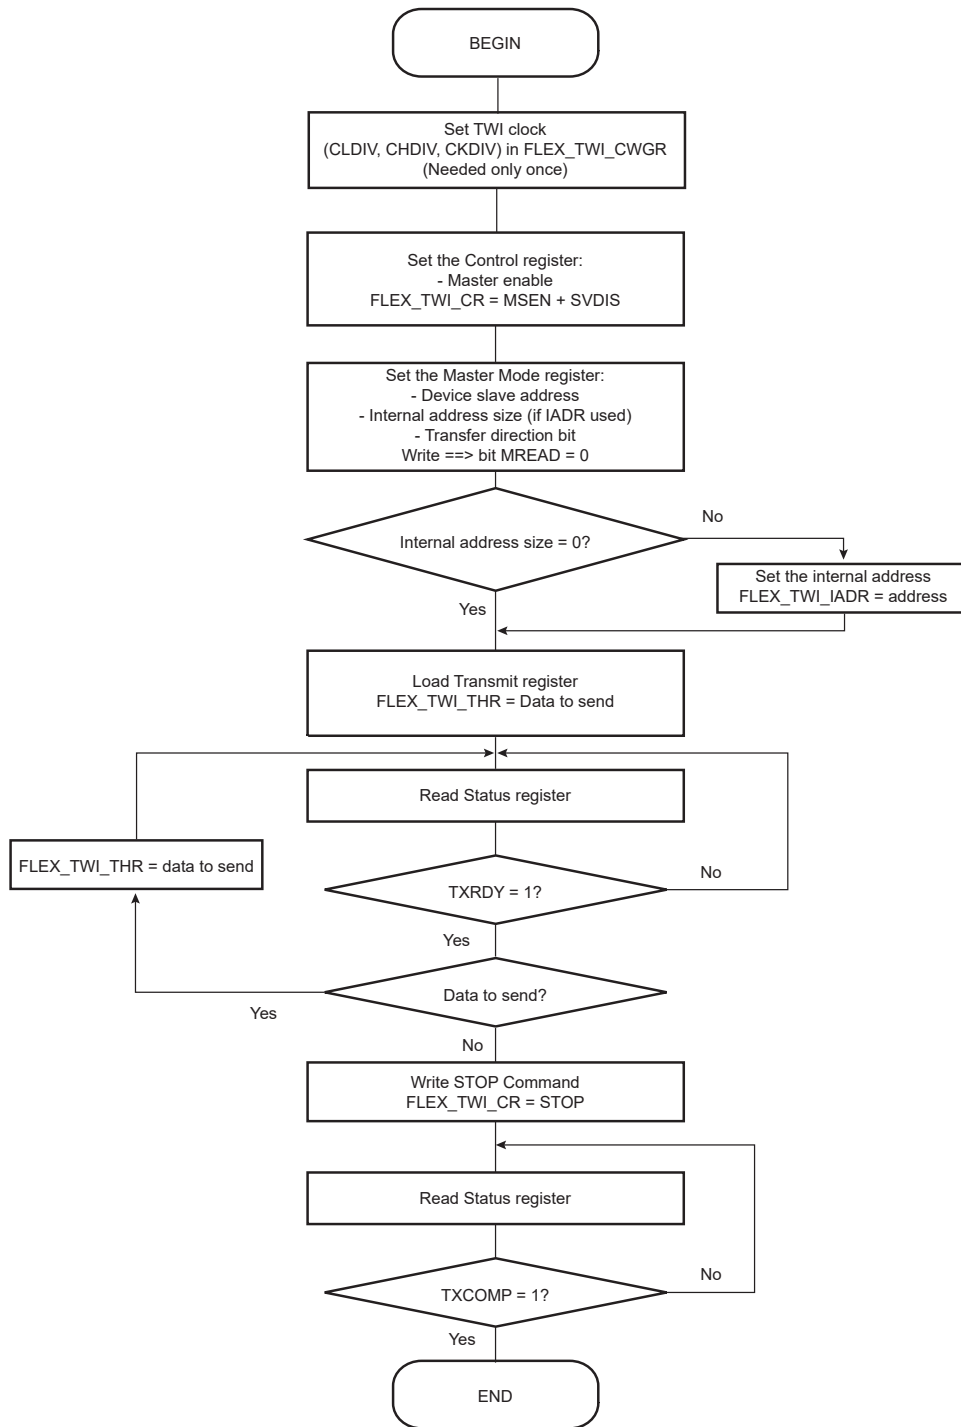 BEGIN
Set TWI clock
(CLDIV, CHDIV, CKDIV) in FLEX_TWI_CWGR
(Needed only once)
Set the Control register:
- Master enable
FLEX_TWI_CR = MSEN + SVDIS
Set the Master Mode register:
- Device slave address
- Internal address size (if IADR used)
- Transfer direction bit
Write ==> bit MREAD = 0
No
Internal address size = 0?
Set the internal address
FLEX_TWI_IADR = address
Yes
Load Transmit register
FLEX_TWI_THR = Data to send
Read Status register
FLEX_TWI_THR = data to send
No
TXRDY = 1?
Yes
Data to send?
Yes
No
Write STOP Command
FLEX_TWI_CR = STOP
Read Status register
No
TXCOMP = 1?
Yes
END